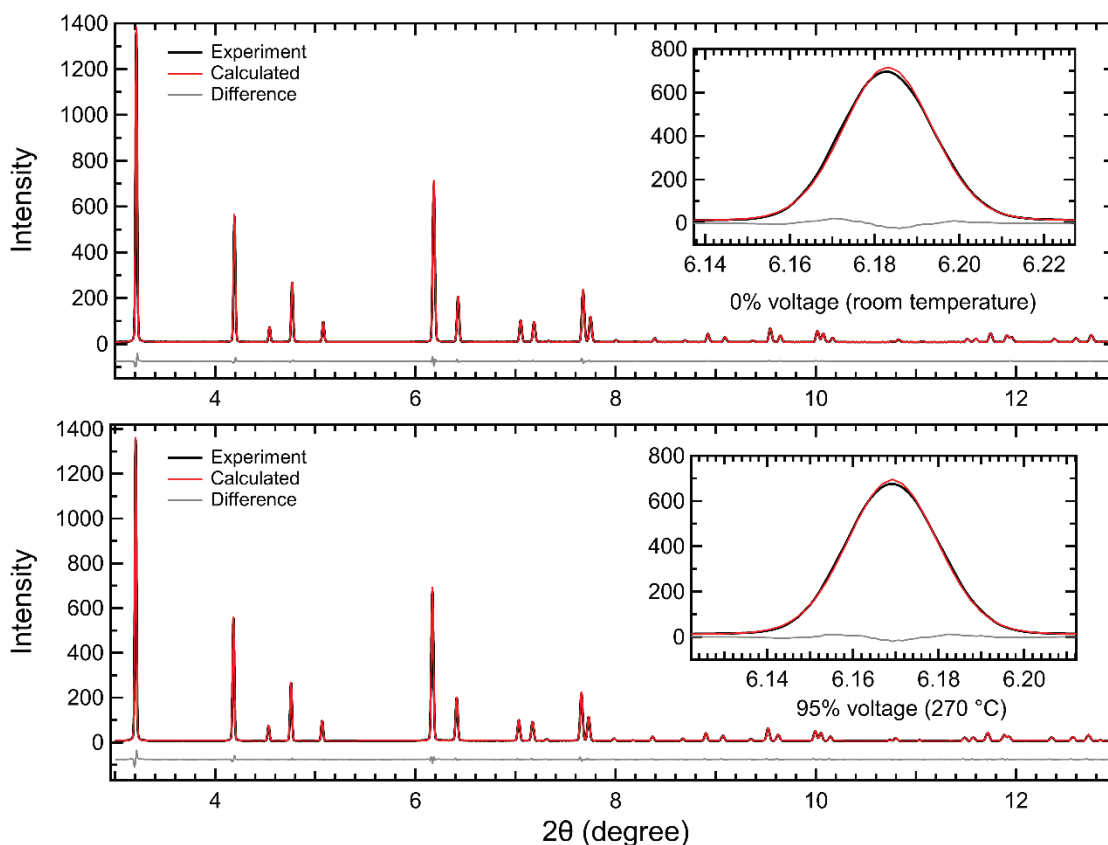 1400
1200
1000
800
600
400
200
0
Intensity
Experiment
Calculated
Difference
800
600
400
200
0
6.14 6.16 6.18 6.20 6.22
0% voltage (room temperature)
4 6 8 10 12
1400
1200
1000
800
600
400
200
0
Intensity
Experiment
Calculated
Difference
800
600
400
200
0
6.14 6.16 6.18 6.20
95% voltage (270 °C)
4 6 8 10 12
2θ (degree)